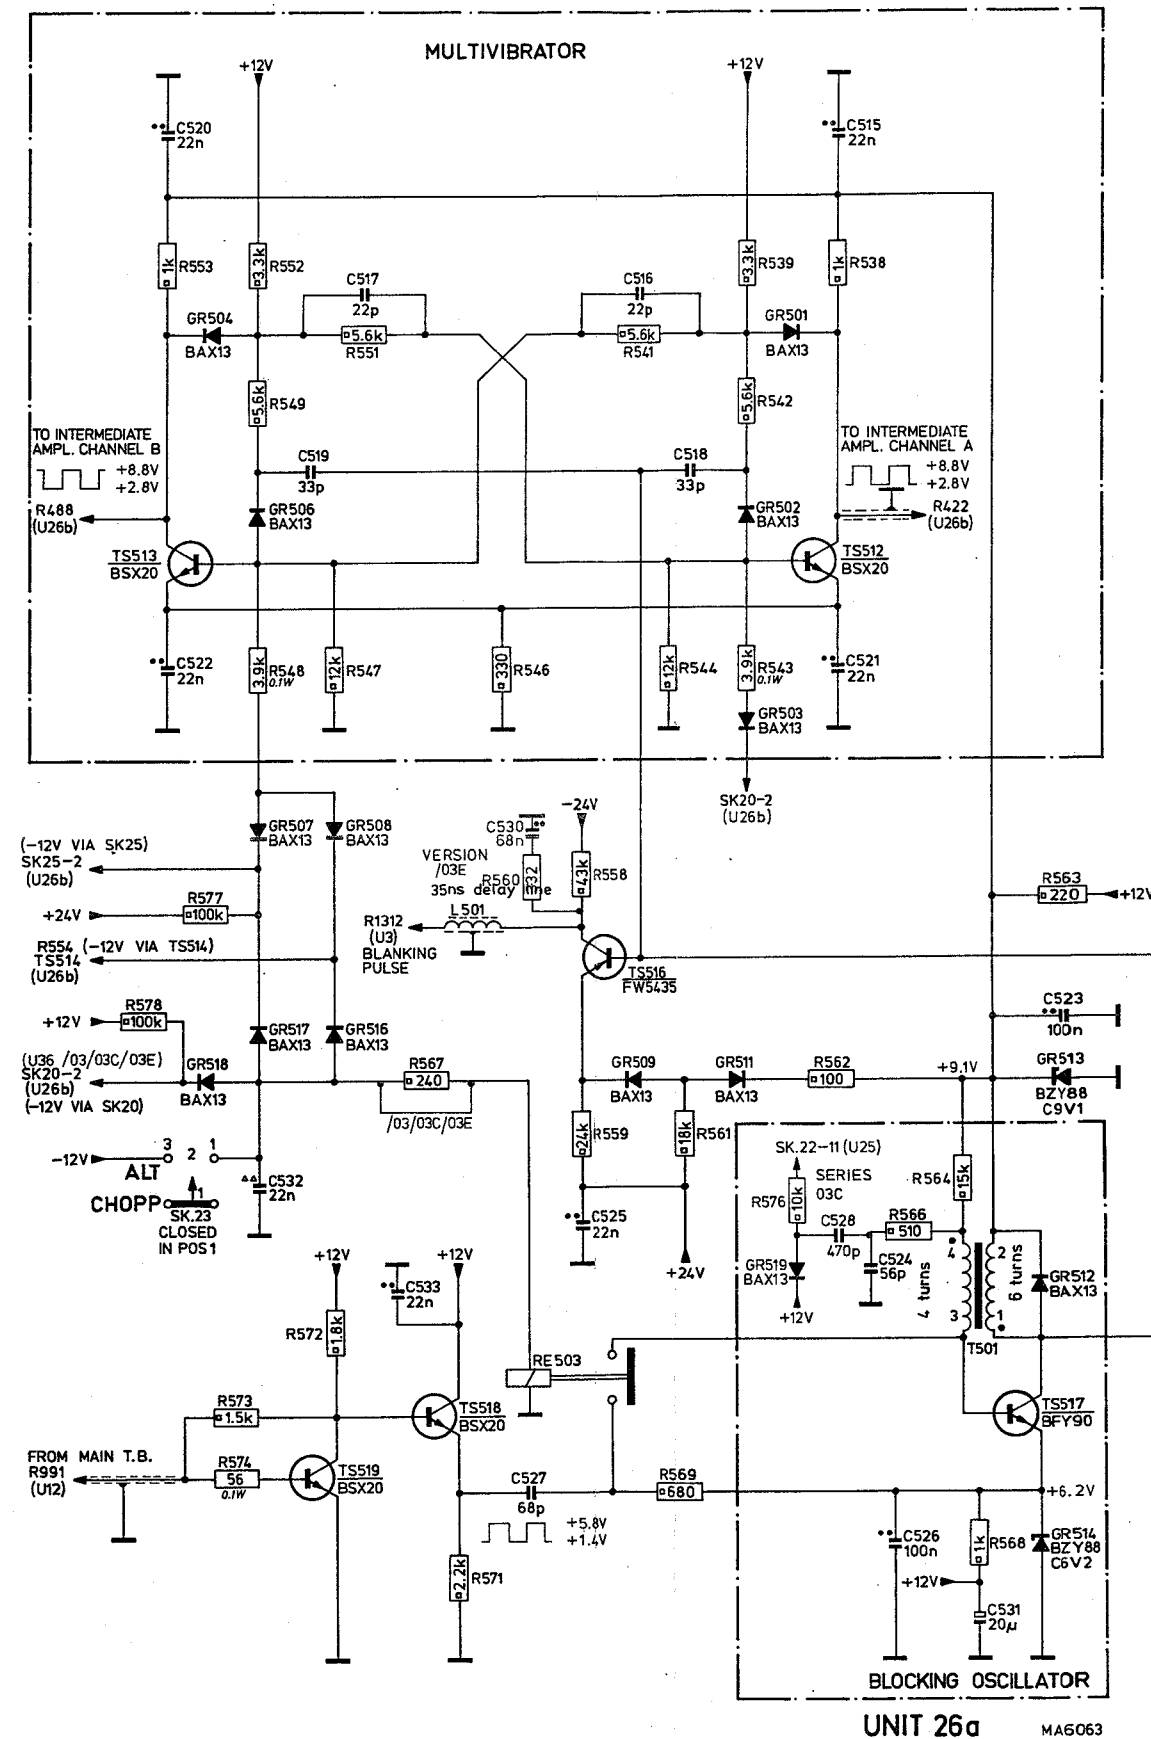 MULTIVIBRATOR
+12V
+12V
C520
22n
C515
22n
1k
R553
3.3k
R552
C517
22p
C516
22p
3.3k
R539
1k
R538
GR504
BAX13
5.6k
R551
5.6k
R541
GR501
BAX13
5.6k
R549
5.6k
R542
TO INTERMEDIATE
AMPL. CHANNEL B
+8.8V
+2.8V
R488
(U26b)
C519
33p
C518
33p
TO INTERMEDIATE
AMPL. CHANNEL A
+8.8V
+2.8V
R422
(U26b)
GR506
BAX13
GR502
BAX13
TS513
BSX20
TS512
BSX20
C522
22n
3.9k
R548
0.1W
12k
R547
330
R546
12k
R544
3.9k
R543
0.1W
C521
22n
GR503
BAX13
SK20-2
(U26b)
GR507
BAX13
GR508
BAX13
(-12V VIA SK25)
SK25-2
(U26b)
-24V
C530
68n
VERSION
/03E
R560
332
35ns delay line
43k
R558
L501
R577
100k
+24V
R1312
(U3)
BLANKING
PULSE
R563
220
+12V
R554 (-12V VIA TS514)
TS514
(U26b)
TS516
FW5435
R578
100k
+12V
GR517
BAX13
GR516
BAX13
C523
100n
(U36 /03/03C/03E)
SK20-2
(U26b)
(-12V VIA SK20)
GR518
BAX13
R567
240
/03/03C/03E
GR509
BAX13
GR511
BAX13
R562
100
+9.1V
GR513
BZY88
C9V1
24k
R559
18k
R561
-12V
3
2
1
ALT
CHOPP
1
SK.23
CLOSED
IN POS1
C532
22n
C525
22n
+24V
SK.22-11 (U25)
SERIES
03C
R576
10k
C528
470p
R566
510
R564
15k
C524
56p
GR519
BAX13
+12V
4
3
4 turns
2
1
6 turns
T501
GR512
BAX13
+12V
+12V
C533
22n
R572
1.8k
RE503
R573
1.5k
TS518
BSX20
TS517
BFY90
FROM MAIN T.B.
R991
(U12)
R574
56
0.1W
TS519
BSX20
C527
68p
R569
680
+6.2V
+5.8V
+1.4V
2.2k
R571
C526
100n
1k
R568
GR514
BZY88
C6V2
+12V
C531
20µ
BLOCKING OSCILLATOR
UNIT 26a
MA6063